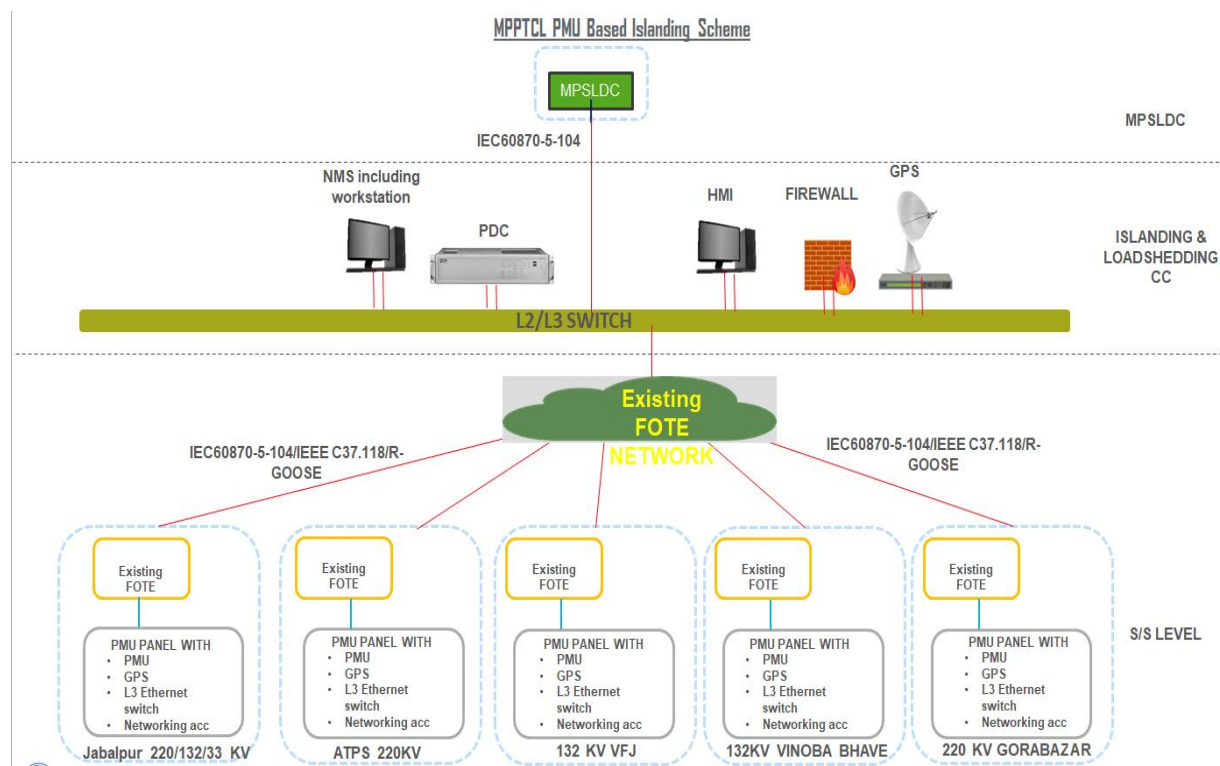 MPPTCL PMU Based Islanding Scheme
MPSLDC
IEC60870-5-104
MPSLDC
NMS including
workstation
PDC
HMI
FIREWALL
GPS
ISLANDING &
LOADSHEDDING
CC
L2/L3 SWITCH
Existing
FOTE
NETWORK
IEC60870-5-104/IEEE C37.118/R-
GOOSE
IEC60870-5-104/IEEE C37.118/R-
GOOSE
Existing
FOTE
PMU PANEL WITH
• PMU
• GPS
• L3 Ethernet
switch
• Networking acc
Jabalpur 220/132/33 KV
Existing
FOTE
PMU PANEL WITH
• PMU
• GPS
• L3 Ethernet
switch
• Networking acc
ATPS 220KV
Existing
FOTE
PMU PANEL WITH
• PMU
• GPS
• L3 Ethernet
switch
• Networking acc
132 KV VFJ
Existing
FOTE
PMU PANEL WITH
• PMU
• GPS
• L3 Ethernet
switch
• Networking acc
132KV VINOBA BHAVE
Existing
FOTE
PMU PANEL WITH
• PMU
• GPS
• L3 Ethernet
switch
• Networking acc
220 KV GORABAZAR
S/S LEVEL